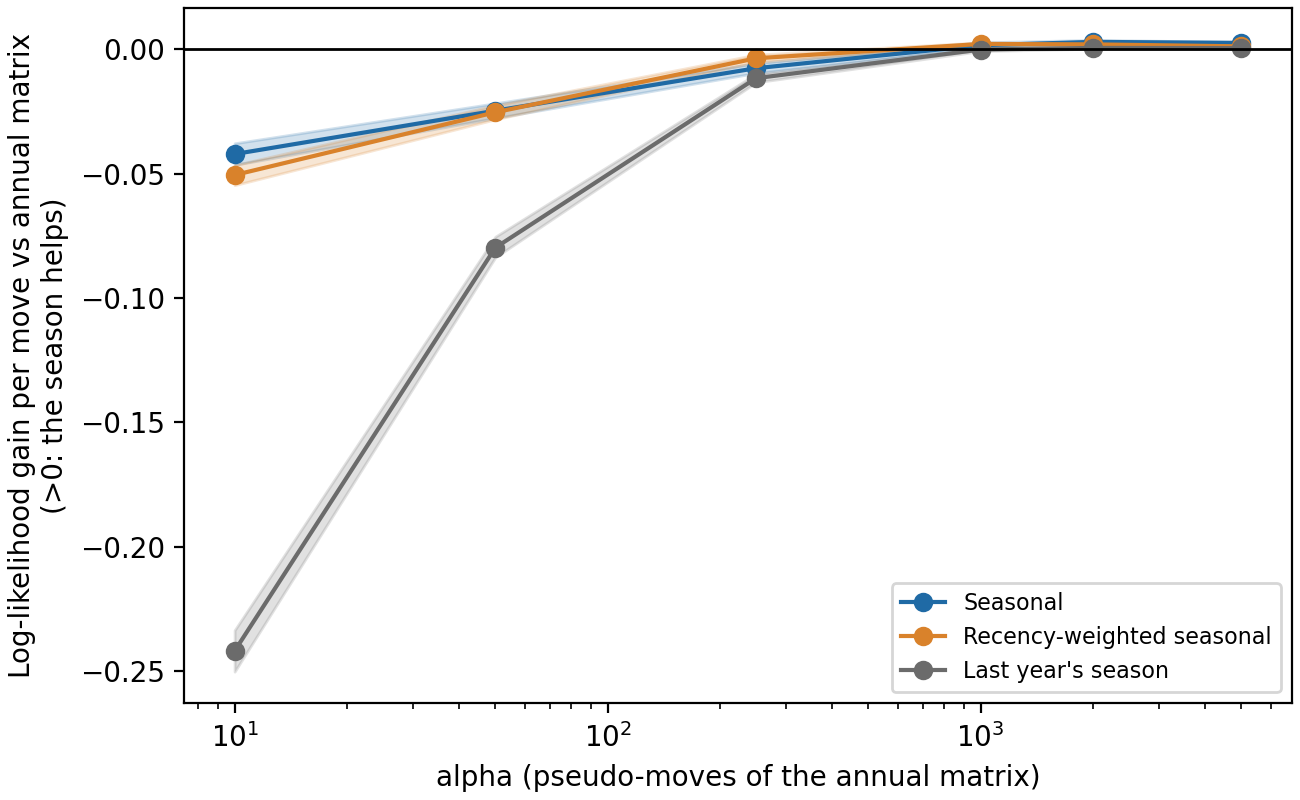 Log-likelihood gain per move vs annual matrix
(>0: the season helps)
0.00
−0.05
−0.10
−0.15
−0.20
−0.25
10¹
10²
10³
alpha (pseudo-moves of the annual matrix)
Seasonal
Recency-weighted seasonal
Last year's season